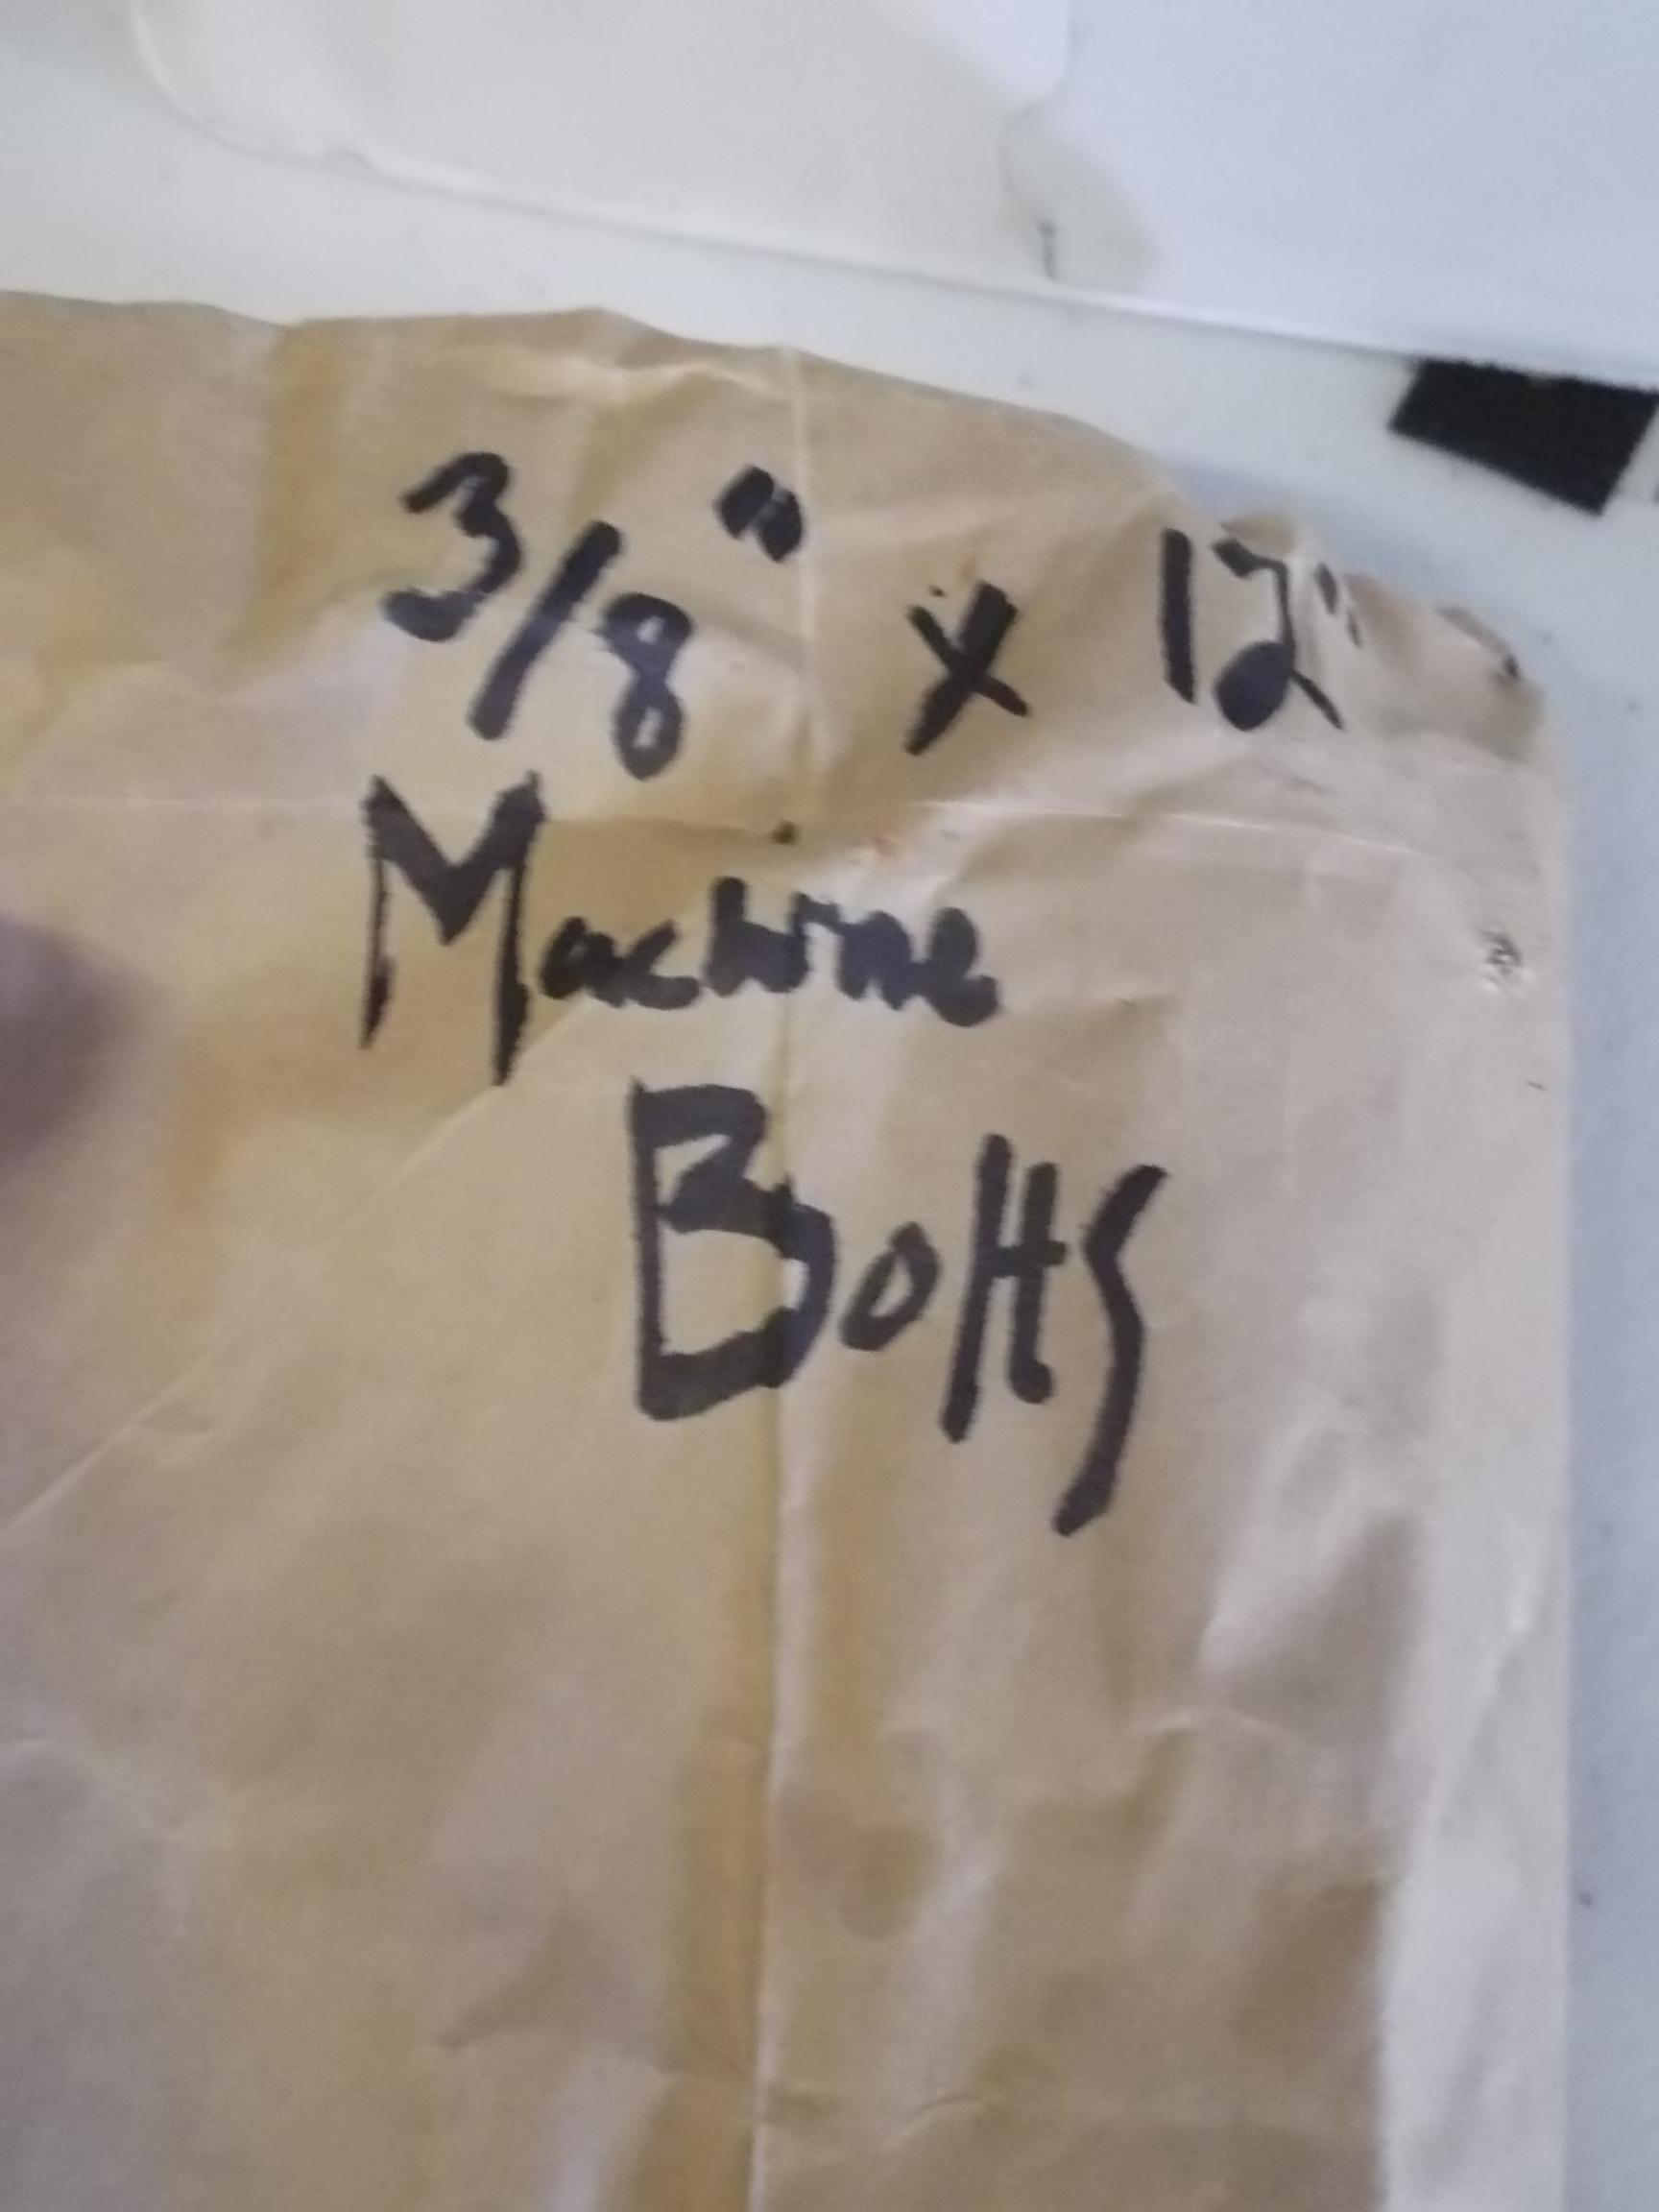 3/8" x 12"
Machine
Bolts